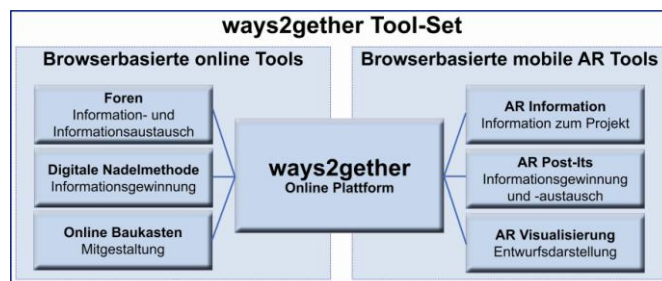 ways2gether Tool-Set
Browserbasierte online Tools
Foren
Information- und
Informationsaustausch
Digitale Nadelmethode
Informationsgewinnung
Online Baukasten
Mitgestaltung
ways2gether
Online Plattform
Browserbasierte mobile AR Tools
AR Information
Information zum Projekt
AR Post-Its
Informationsgewinnung
und -austausch
AR Visualisierung
Entwurfsdarstellung